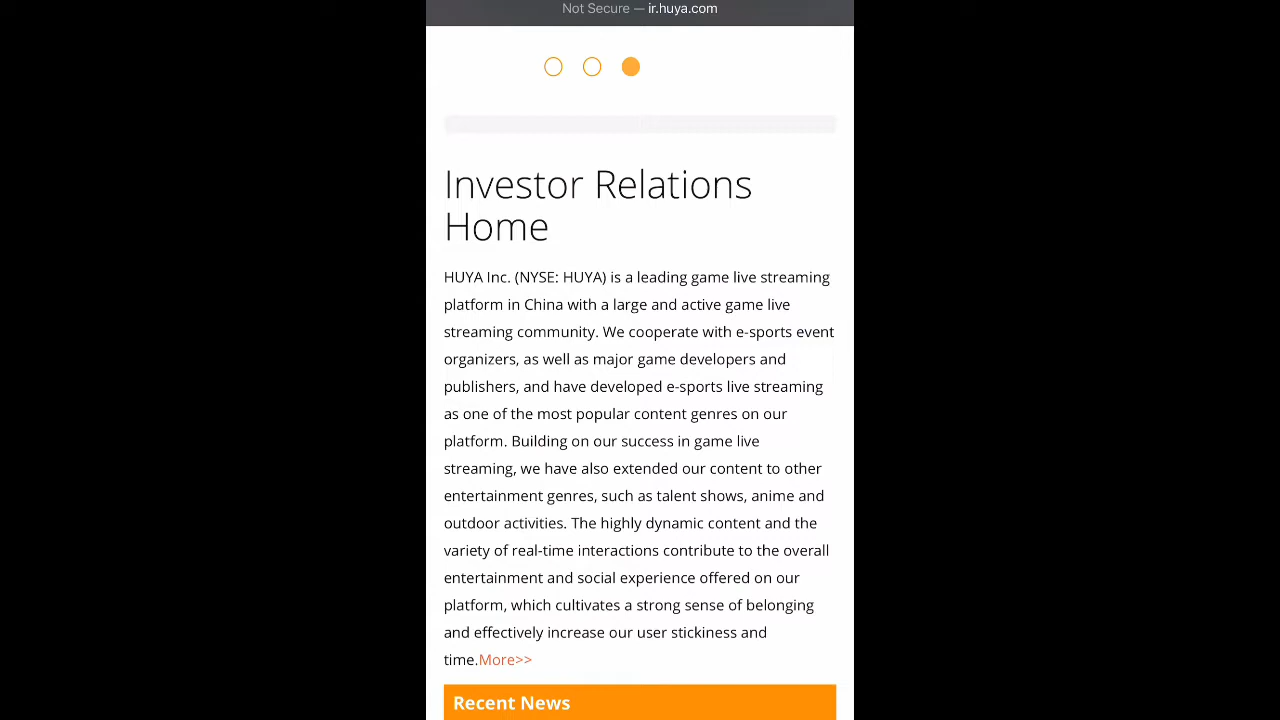 Not Secure — ir.huya.com
Investor Relations
Home
HUYA Inc. (NYSE: HUYA) is a leading game live streaming
platform in China with a large and active game live
streaming community. We cooperate with e-sports event
organizers, as well as major game developers and
publishers, and have developed e-sports live streaming
as one of the most popular content genres on our
platform. Building on our success in game live
streaming, we have also extended our content to other
entertainment genres, such as talent shows, anime and
outdoor activities. The highly dynamic content and the
variety of real-time interactions contribute to the overall
entertainment and social experience offered on our
platform, which cultivates a strong sense of belonging
and effectively increase our user stickiness and
time.More>>
Recent News